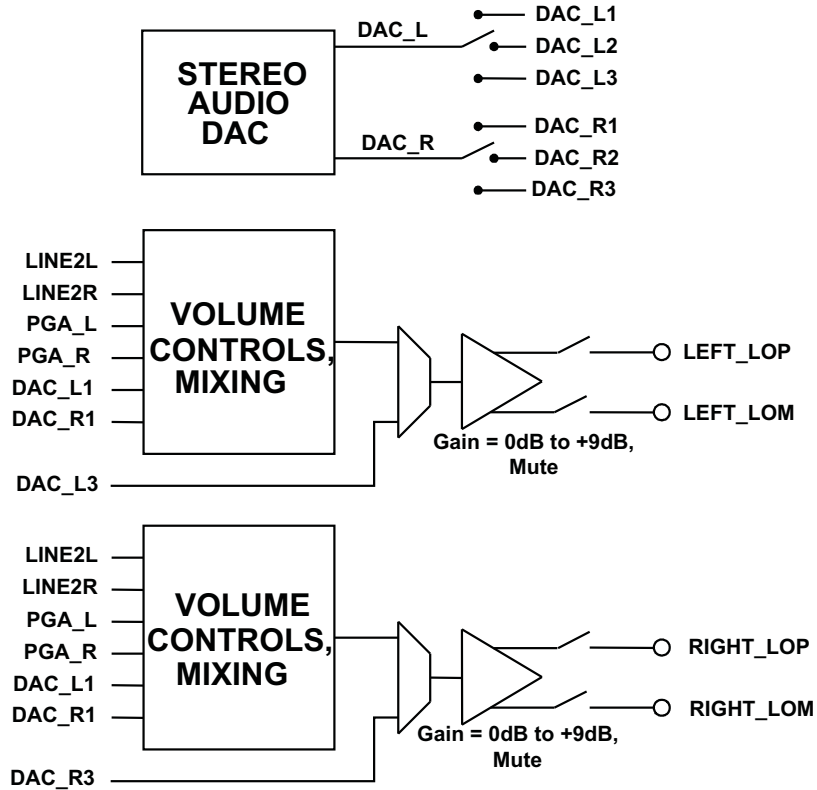 DAC_L1
DAC_L
DAC_L2
DAC_L3
STEREO
AUDIO
DAC
DAC_R1
DAC_R
DAC_R2
DAC_R3
LINE2L
LINE2R
PGA_L
PGA_R
DAC_L1
DAC_R1
VOLUME
CONTROLS,
MIXING
LEFT_LOP
LEFT_LOM
Gain = 0dB to +9dB,
Mute
DAC_L3
LINE2L
LINE2R
PGA_L
PGA_R
DAC_L1
DAC_R1
VOLUME
CONTROLS,
MIXING
RIGHT_LOP
RIGHT_LOM
Gain = 0dB to +9dB,
Mute
DAC_R3